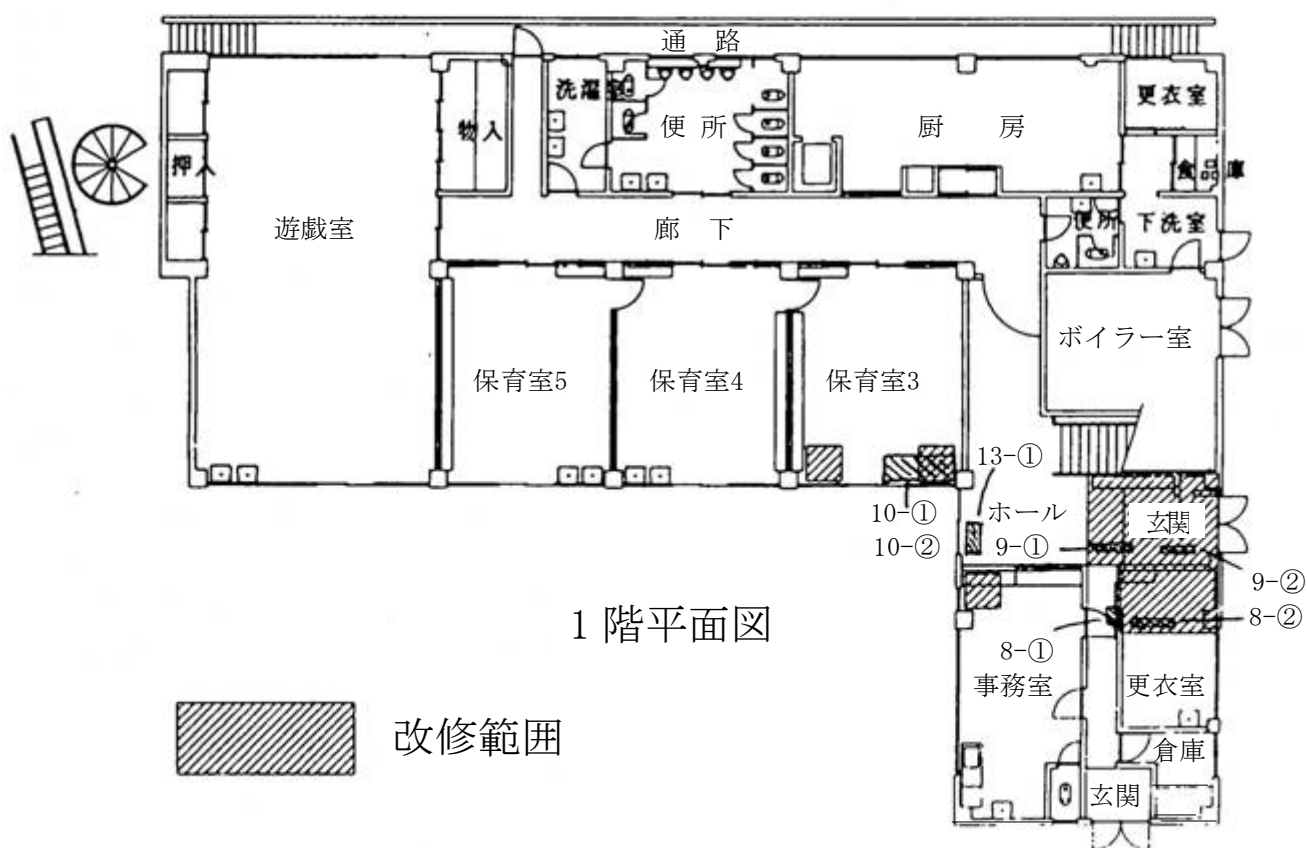 通 路
洗濯室
更衣室
物入
便 所
厨 房
押入
食 庫
遊戯室
廊 下
便所
下洗室
ボイラー室
保育室5
保育室4
保育室3
13-①
10-①
ホール
玄関
10-②
9-①
9-②
1 階平面図
8-②
8-①
事務室
更衣室
改修範囲
倉庫
玄関